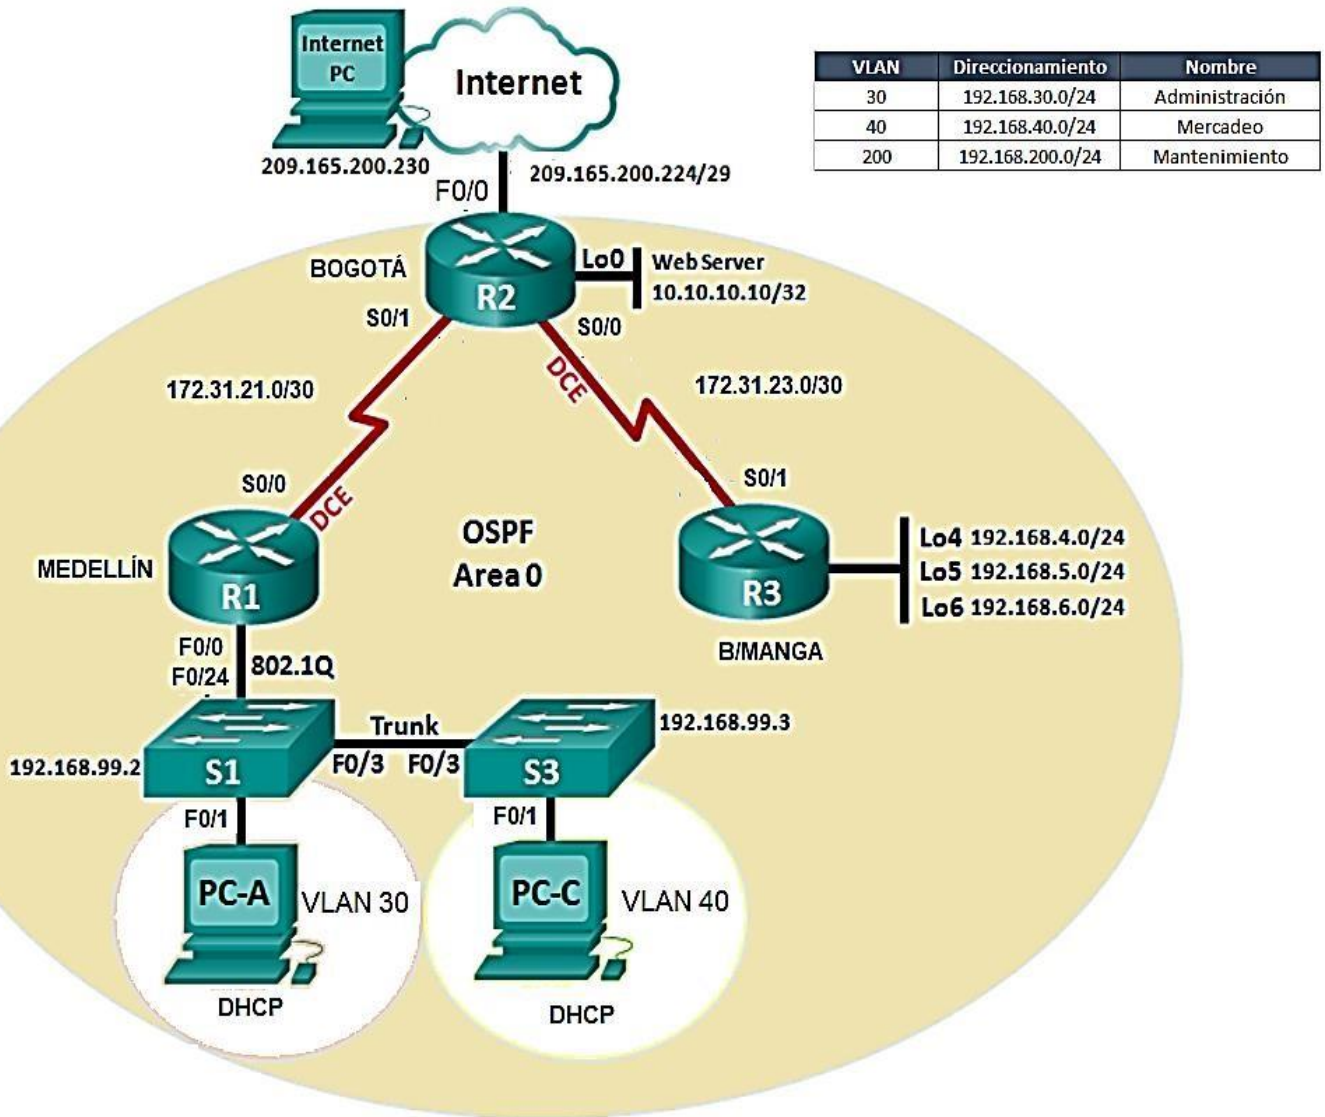 Internet
PC
Internet
209.165.200.230
209.165.200.224/29
F0/0
VLAN Direccionamiento Nombre
30 192.168.30.0/24 Administración
40 192.168.40.0/24 Mercadeo
200 192.168.200.0/24 Mantenimiento
BOGOTÁ
R2
Lo0
Web Server
10.10.10.10/32
S0/1
S0/0
DCE
172.31.21.0/30
172.31.23.0/30
S0/0
DCE
S0/1
MEDELLÍN
R1
OSPF
Area 0
R3
B/MANGA
Lo4 192.168.4.0/24
Lo5 192.168.5.0/24
Lo6 192.168.6.0/24
F0/0
F0/24
802.1Q
192.168.99.2
S1
Trunk
F0/3 F0/3
S3
192.168.99.3
F0/1
F0/1
PC-A
VLAN 30
DHCP
PC-C
VLAN 40
DHCP